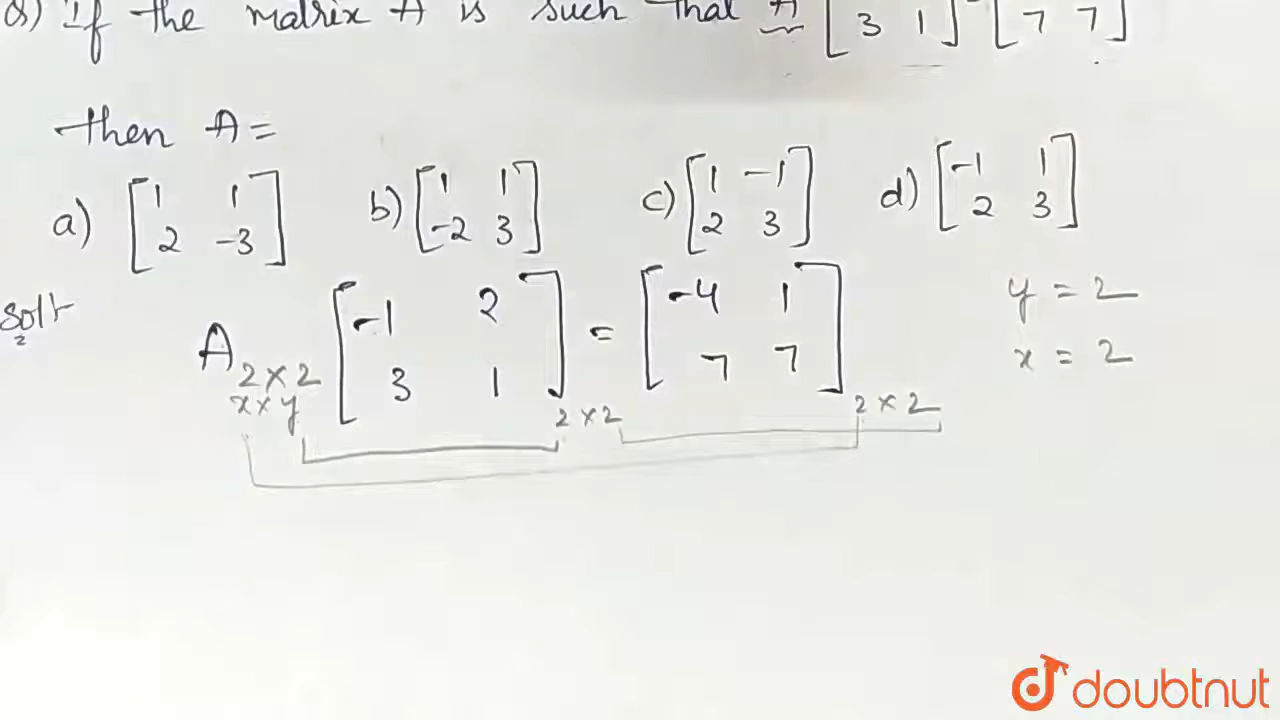 Q) If the matrix A is such that A [3 1] = [7 7]
then A =
a) [1 1 b) [1 1 c) [1 -1 d) [-1 1
2 -3] -2 3] 2 3] 2 3]
Solt A 2×2 [-1 2 = [-4 1 y = 2
x×y 3 1] 2×2 7 7] 2×2 x = 2
doubtnut